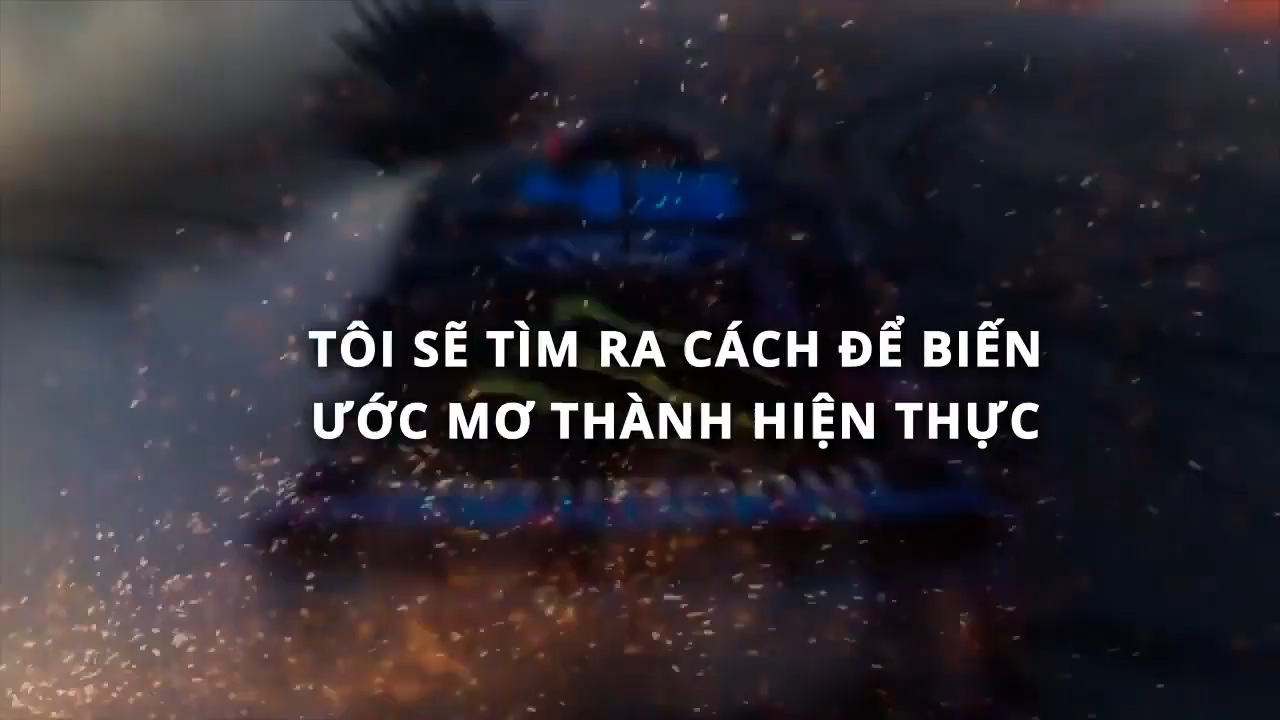 TÔI SẼ TÌM RA CÁCH ĐỂ BIẾN
ƯỚC MƠ THÀNH HIỆN THỰC